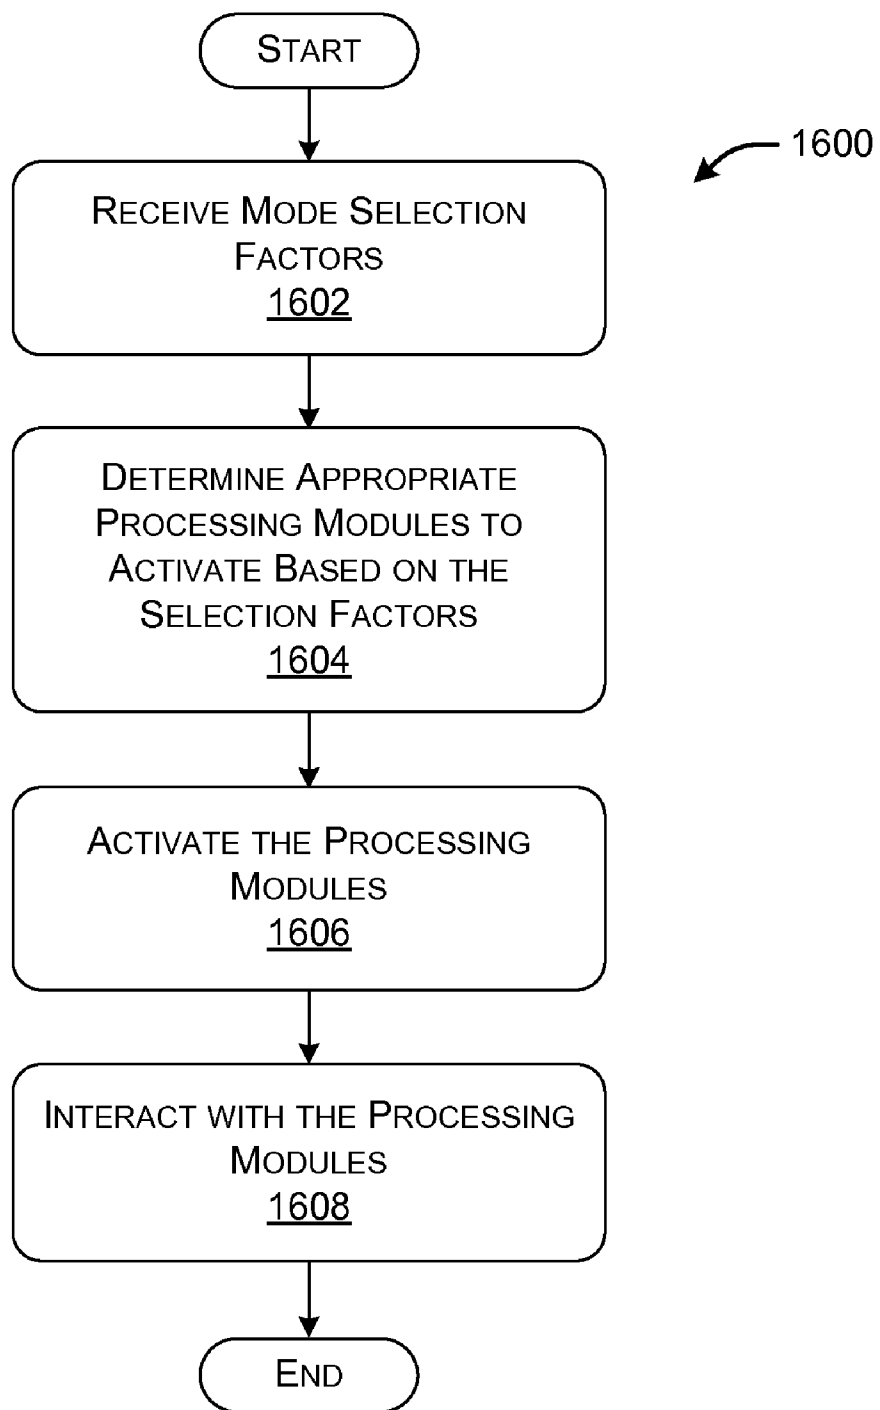 START
1600
RECEIVE MODE SELECTION
FACTORS
1602
DETERMINE APPROPRIATE
PROCESSING MODULES TO
ACTIVATE BASED ON THE
SELECTION FACTORS
1604
ACTIVATE THE PROCESSING
MODULES
1606
INTERACT WITH THE PROCESSING
MODULES
1608
END